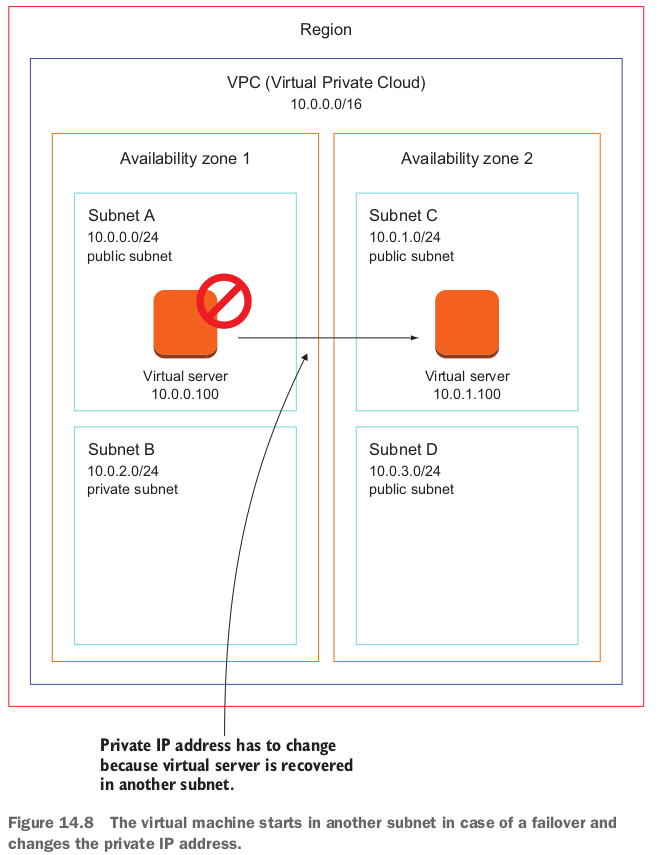 Region
VPC (Virtual Private Cloud)
10.0.0.0/16
Availability zone 1
Subnet A
10.0.0.0/24
public subnet
Virtual server
10.0.0.100
Subnet B
10.0.2.0/24
private subnet
Availability zone 2
Subnet C
10.0.1.0/24
public subnet
Virtual server
10.0.1.100
Subnet D
10.0.3.0/24
public subnet
Private IP address has to change
because virtual server is recovered
in another subnet.
Figure 14.8 The virtual machine starts in another subnet in case of a failover and
changes the private IP address.